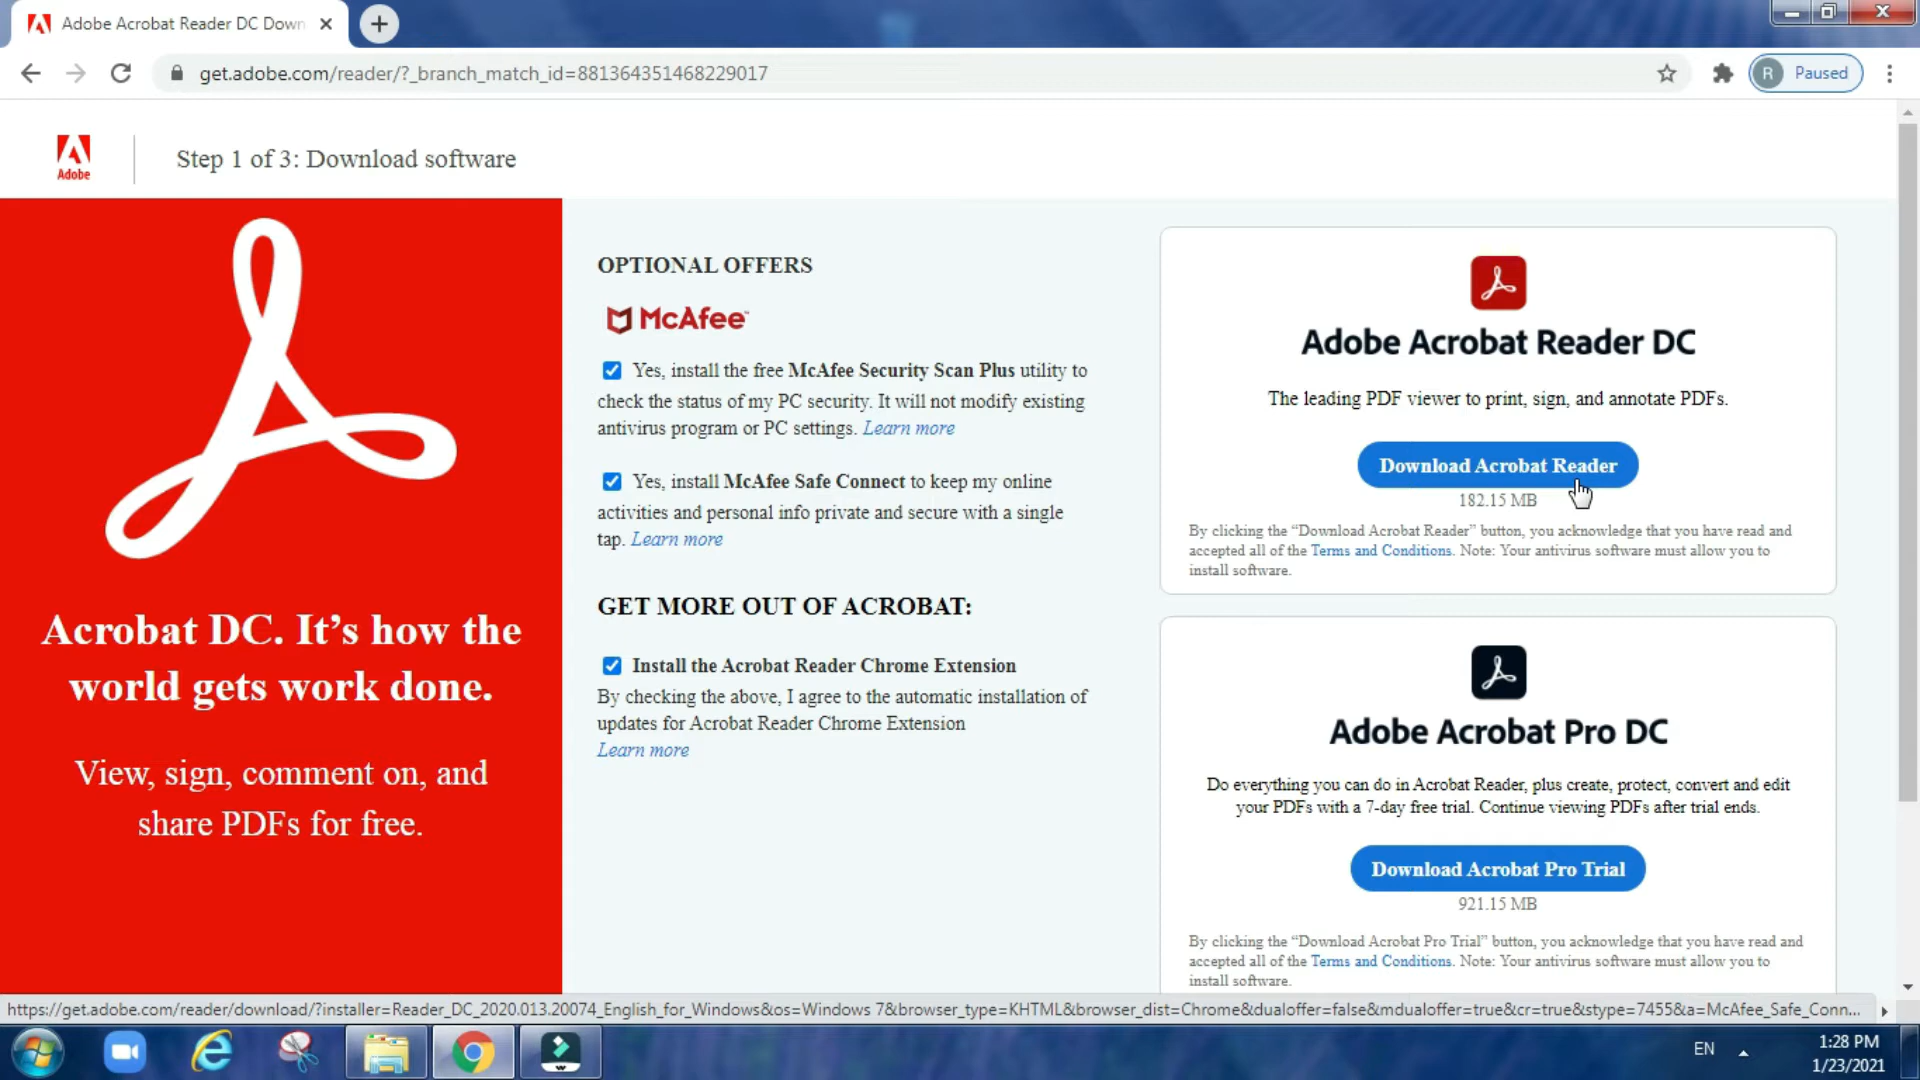 Adobe Acrobat Reader DC Down
get.adobe.com/reader/?_branch_match_id=881364351468229017
R Paused
Adobe
Step 1 of 3: Download software
Acrobat DC. It’s how the
world gets work done.
View, sign, comment on, and
share PDFs for free.
OPTIONAL OFFERS
McAfee™
Yes, install the free McAfee Security Scan Plus utility to
check the status of my PC security. It will not modify existing
antivirus program or PC settings. Learn more
Yes, install McAfee Safe Connect to keep my online
activities and personal info private and secure with a single
tap. Learn more
GET MORE OUT OF ACROBAT:
Install the Acrobat Reader Chrome Extension
By checking the above, I agree to the automatic installation of
updates for Acrobat Reader Chrome Extension
Learn more
Adobe Acrobat Reader DC
The leading PDF viewer to print, sign, and annotate PDFs.
Download Acrobat Reader
182.15 MB
By clicking the “Download Acrobat Reader” button, you acknowledge that you have read and
accepted all of the Terms and Conditions. Note: Your antivirus software must allow you to
install software.
Adobe Acrobat Pro DC
Do everything you can do in Acrobat Reader, plus create, protect, convert and edit
your PDFs with a 7-day free trial. Continue viewing PDFs after trial ends.
Download Acrobat Pro Trial
921.15 MB
By clicking the “Download Acrobat Pro Trial” button, you acknowledge that you have read and
accepted all of the Terms and Conditions. Note: Your antivirus software must allow you to
install software.
https://get.adobe.com/reader/download/?installer=Reader_DC_2020.013.20074_English_for_Windows&os=Windows 7&browser_type=KHTML&browser_dist=Chrome&dualoffer=false&mdualoffer=true&cr=true&stype=7455&a=McAfee_Safe_Conn...
EN
1:28 PM
1/23/2021